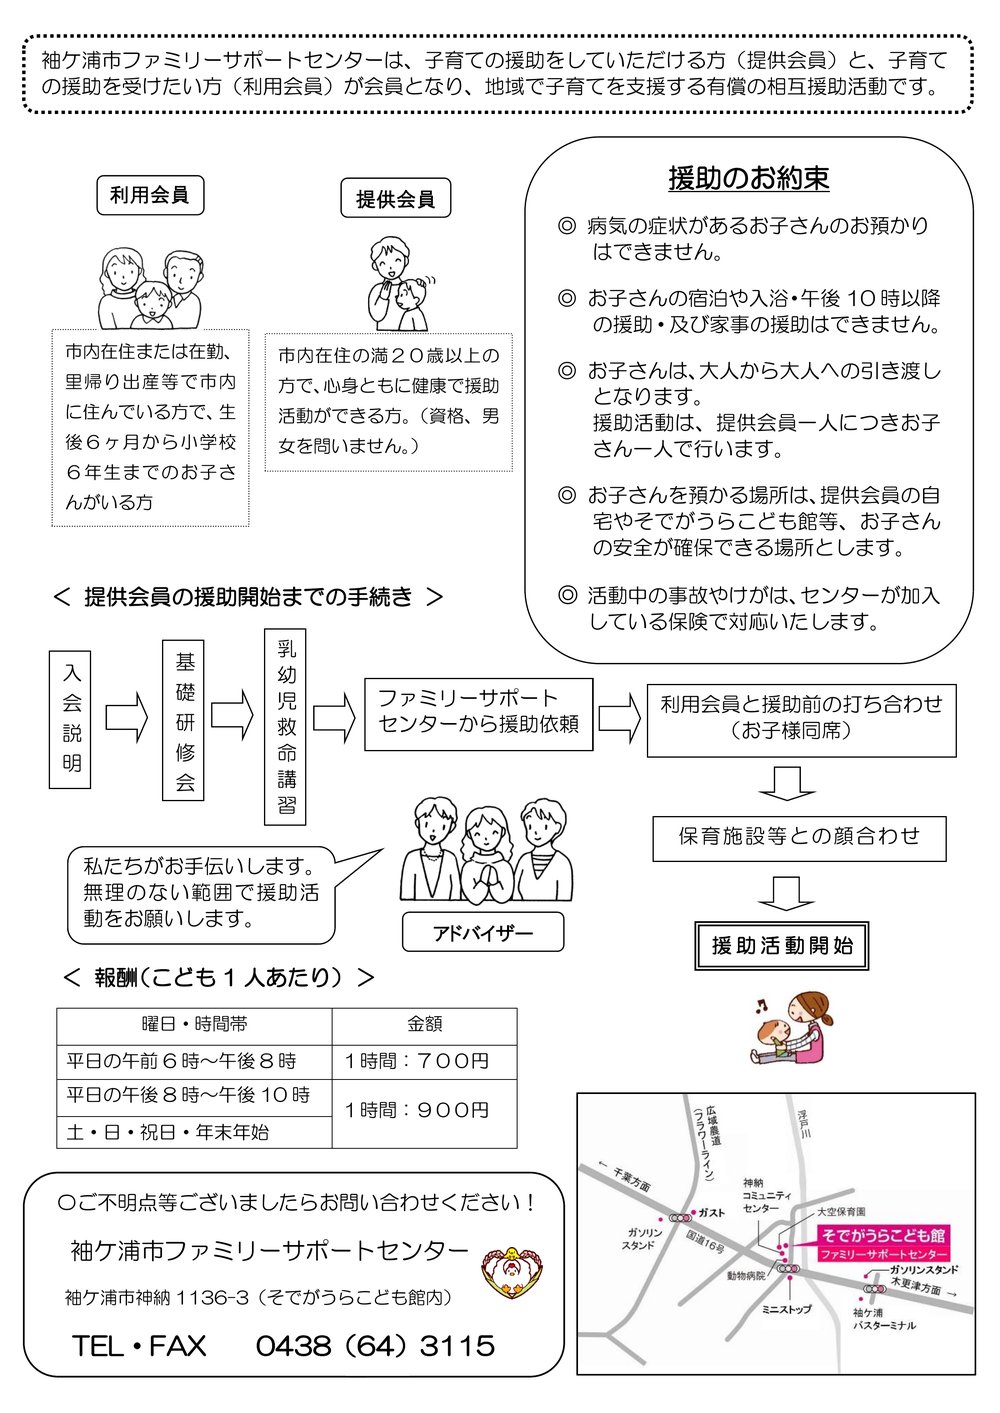 袖ケ浦市ファミリーサポートセンターは、子育ての援助をしていただける方（提供会員）と、子育て
の援助を受けたい方（利用会員）が会員となり、地域で子育てを支援する有償の相互援助活動です。
利用会員
提供会員
市内在住または在勤、
里帰り出産等で市内
に住んでいる方で、生
後６ヶ月から小学校
６年生までのお子さ
んがいる方
市内在住の満２０歳以上の
方で、心身ともに健康で援助
活動ができる方。（資格、男
女を問いません。）
援助のお約束
◎ 病気の症状があるお子さんのお預かり
はできません。
◎ お子さんの宿泊や入浴・午後 10 時以降
の援助・及び家事の援助はできません。
◎ お子さんは、大人から大人への引き渡し
となります。
援助活動は、提供会員一人につきお子
さん一人で行います。
◎ お子さんを預かる場所は、提供会員の自
宅やそでがうらこども館等、お子さん
の安全が確保できる場所とします。
◎ 活動中の事故やけがは、センターが加入
している保険で対応いたします。
＜ 提供会員の援助開始までの手続き ＞
入会説明
基礎研修会
乳幼児救命講習
ファミリーサポート
センターから援助依頼
利用会員と援助前の打ち合わせ
（お子様同席）
保育施設等との顔合わせ
援助活動開始
私たちがお手伝いします。
無理のない範囲で援助活
動をお願いします。
アドバイザー
＜ 報酬（こども 1 人あたり） ＞
曜日・時間帯 金額
平日の午前６時～午後８時 １時間：７００円
平日の午後８時～午後 10 時 １時間：９００円
土・日・祝日・年末年始
〇ご不明点等ございましたらお問い合わせください！
袖ケ浦市ファミリーサポートセンター
袖ケ浦市神納 1136-3（そでがうらこども館内）
TEL・FAX 0438（64）3115
広域農道
（フラワーライン）
浮戸川
← 千葉方面
神納
コミュニティ
センター
ガスト
ガソリン
スタンド
国道16号
大空保育園
そでがうらこども館
ファミリーサポートセンター
動物病院
ガソリンスタンド
木更津方面 →
ミニストップ
袖ケ浦
バスターミナル